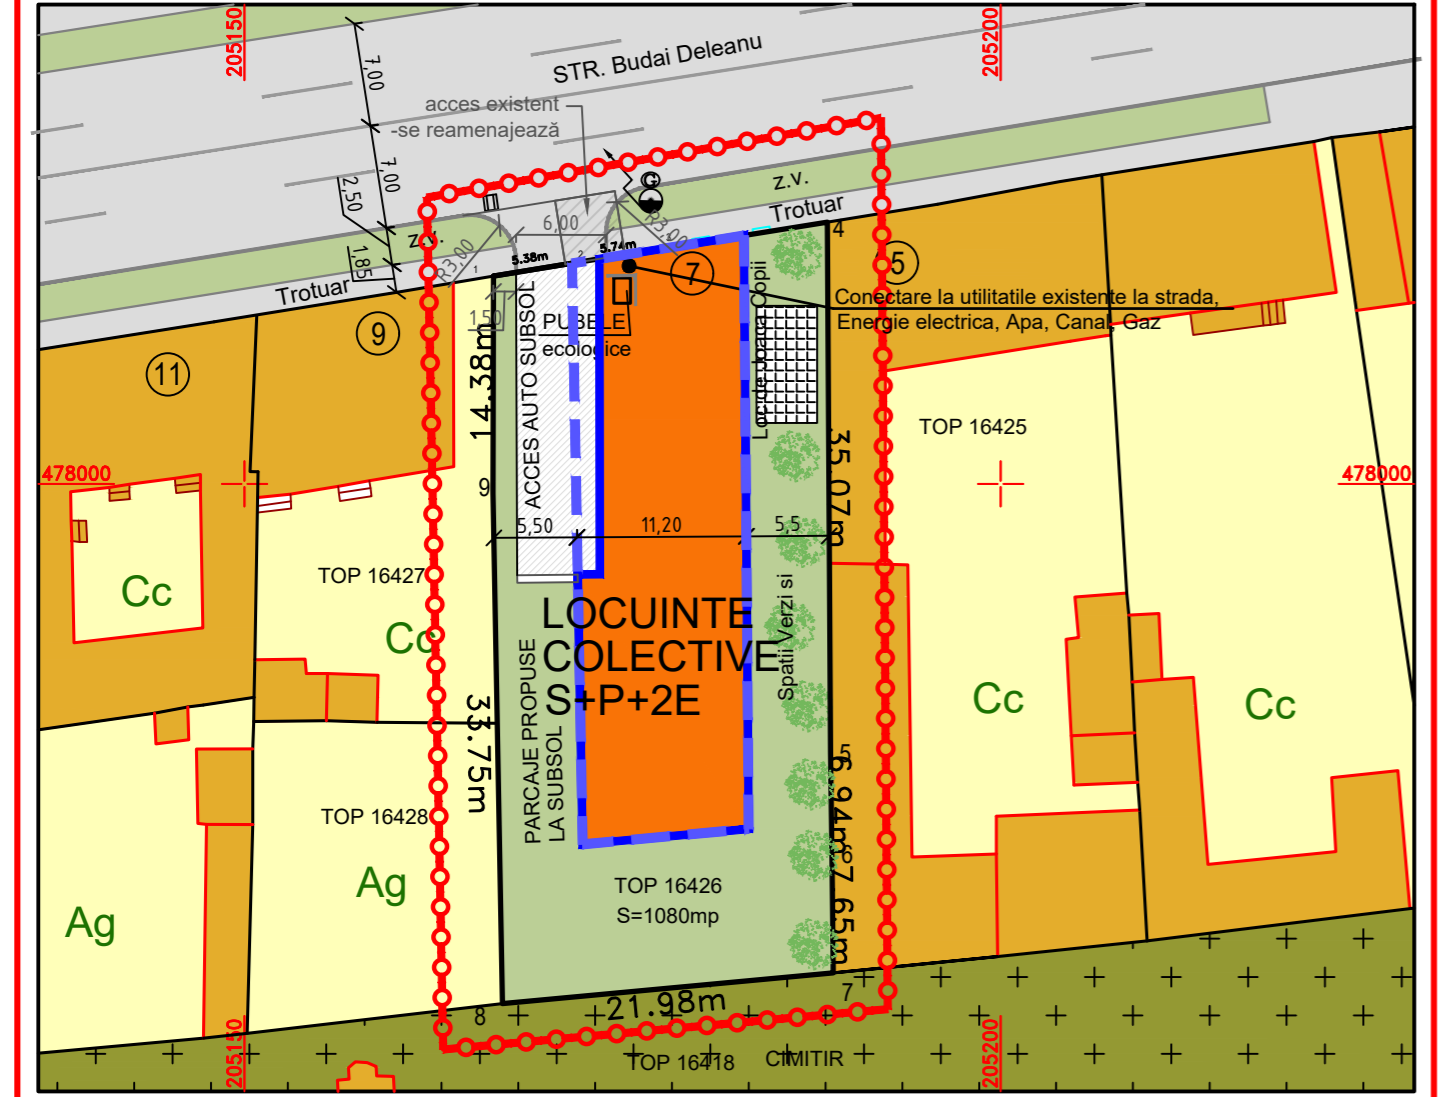 205150
205200
STR. Budai Deleanu
7,00
acces existent
-se reamenajează
7,00
2,50
1,85
z.v.
z.v.
Trotuar
Trotuar
6,00
R3,00
R3,00
5.38m
5.74m
1
2
4
G
5
7
9
11
1,50
Conectare la utilitatile existente la strada,
Energie electrica, Apa, Canal, Gaz
PUBELE
ecologice
ACCES AUTO SUBSOL
14.38m
Loc de Joaca Copii
35.07m
TOP 16425
478000
478000
9
5,50
11,20
5,5
TOP 16427
Cc
Cc
LOCUINTE
COLECTIVE
S+P+2E
Spatii Verzi si
PARCAJE PROPUSE
LA SUBSOL
33.75m
Cc
Cc
5
6.94m
6
7.65m
TOP 16428
Ag
Ag
TOP 16426
S=1080mp
21.98m
7
8
TOP 16418
CIMITIR
205150
205200